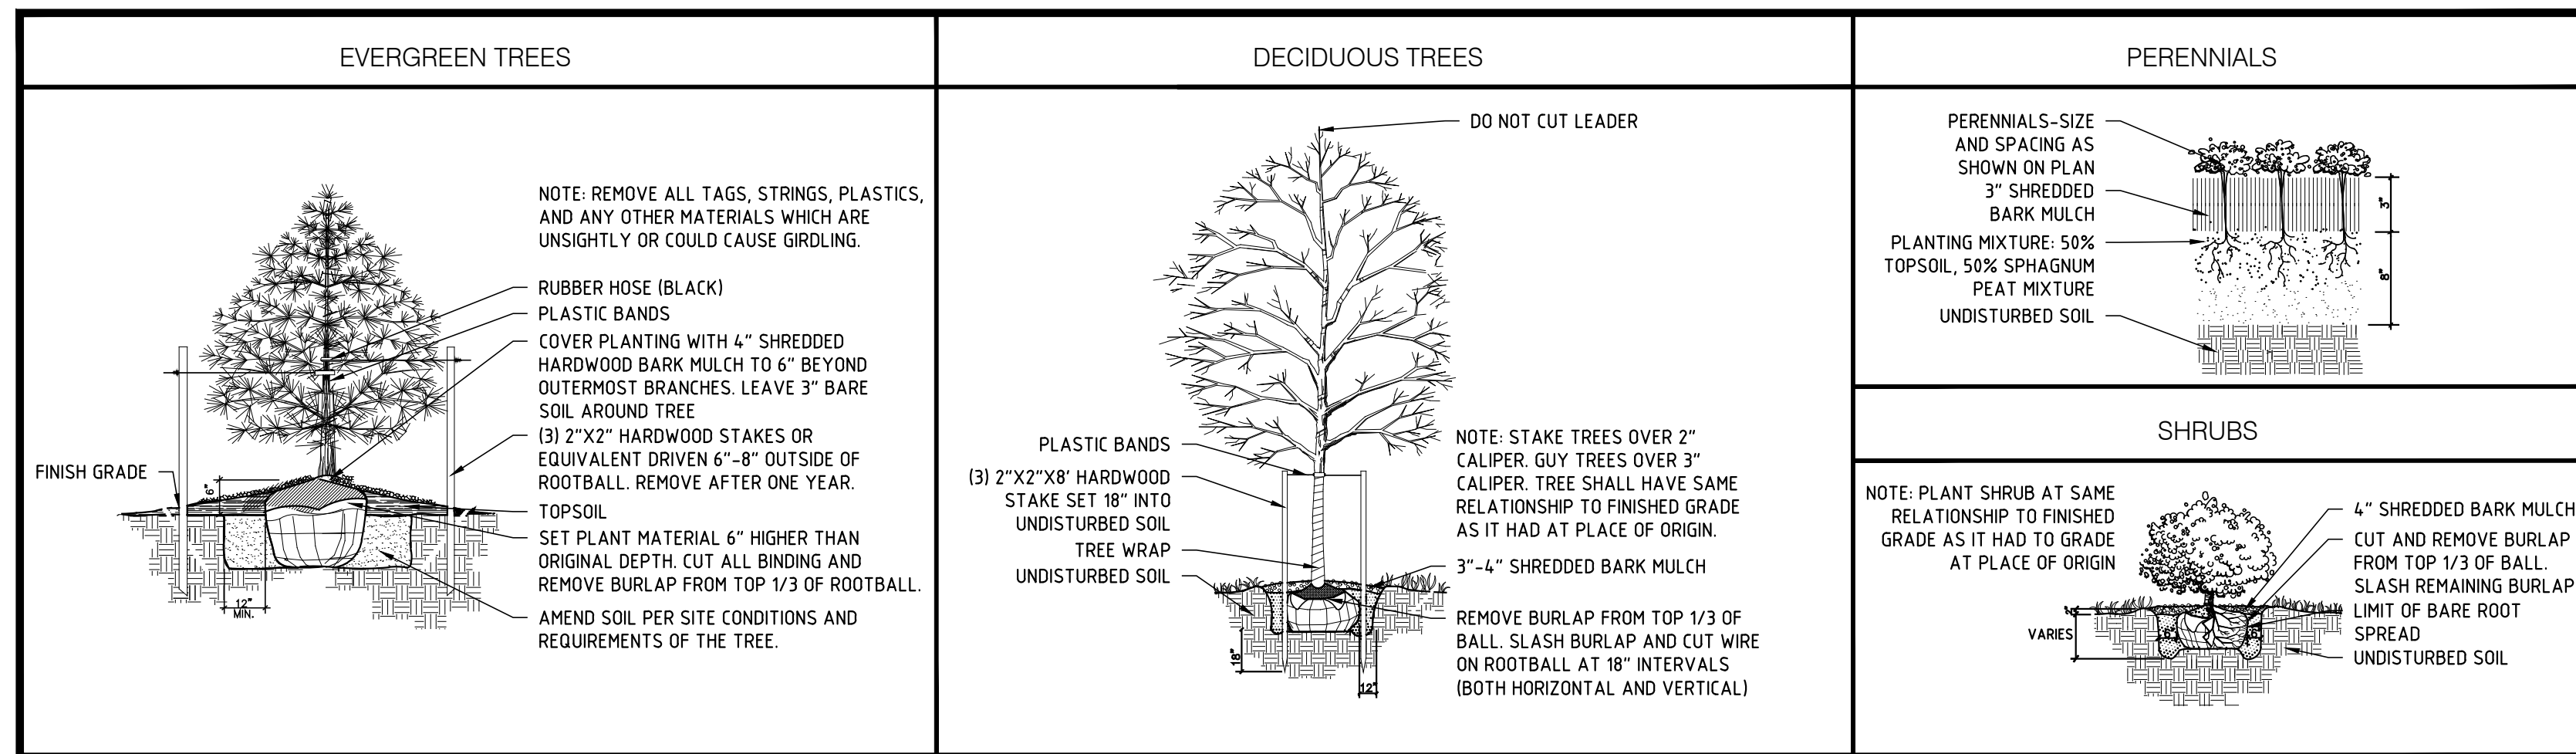 EVERGREEN TREES
NOTE: REMOVE ALL TAGS, STRINGS, PLASTICS,
AND ANY OTHER MATERIALS WHICH ARE
UNSIGHTLY OR COULD CAUSE GIRDLING.
RUBBER HOSE (BLACK)
PLASTIC BANDS
COVER PLANTING WITH 4" SHREDDED
HARDWOOD BARK MULCH TO 6" BEYOND
OUTERMOST BRANCHES. LEAVE 3" BARE
SOIL AROUND TREE
(3) 2"X2" HARDWOOD STAKES OR
EQUIVALENT DRIVEN 6"-8" OUTSIDE OF
ROOTBALL. REMOVE AFTER ONE YEAR.
FINISH GRADE
6"
TOPSOIL
SET PLANT MATERIAL 6" HIGHER THAN
ORIGINAL DEPTH. CUT ALL BINDING AND
REMOVE BURLAP FROM TOP 1/3 OF ROOTBALL.
12"
MIN.
AMEND SOIL PER SITE CONDITIONS AND
REQUIREMENTS OF THE TREE.
DECIDUOUS TREES
DO NOT CUT LEADER
PLASTIC BANDS
(3) 2"X2"X8' HARDWOOD
STAKE SET 18" INTO
UNDISTURBED SOIL
TREE WRAP
UNDISTURBED SOIL
NOTE: STAKE TREES OVER 2"
CALIPER. GUY TREES OVER 3"
CALIPER. TREE SHALL HAVE SAME
RELATIONSHIP TO FINISHED GRADE
AS IT HAD AT PLACE OF ORIGIN.
3"-4" SHREDDED BARK MULCH
REMOVE BURLAP FROM TOP 1/3 OF
BALL. SLASH BURLAP AND CUT WIRE
ON ROOTBALL AT 18" INTERVALS
(BOTH HORIZONTAL AND VERTICAL)
18"
12"
PERENNIALS
PERENNIALS-SIZE
AND SPACING AS
SHOWN ON PLAN
3" SHREDDED
BARK MULCH
PLANTING MIXTURE: 50%
TOPSOIL, 50% SPHAGNUM
PEAT MIXTURE
UNDISTURBED SOIL
3"
8"
SHRUBS
NOTE: PLANT SHRUB AT SAME
RELATIONSHIP TO FINISHED
GRADE AS IT HAD TO GRADE
AT PLACE OF ORIGIN
VARIES
4" SHREDDED BARK MULCH
CUT AND REMOVE BURLAP
FROM TOP 1/3 OF BALL.
SLASH REMAINING BURLAP
LIMIT OF BARE ROOT
SPREAD
UNDISTURBED SOIL